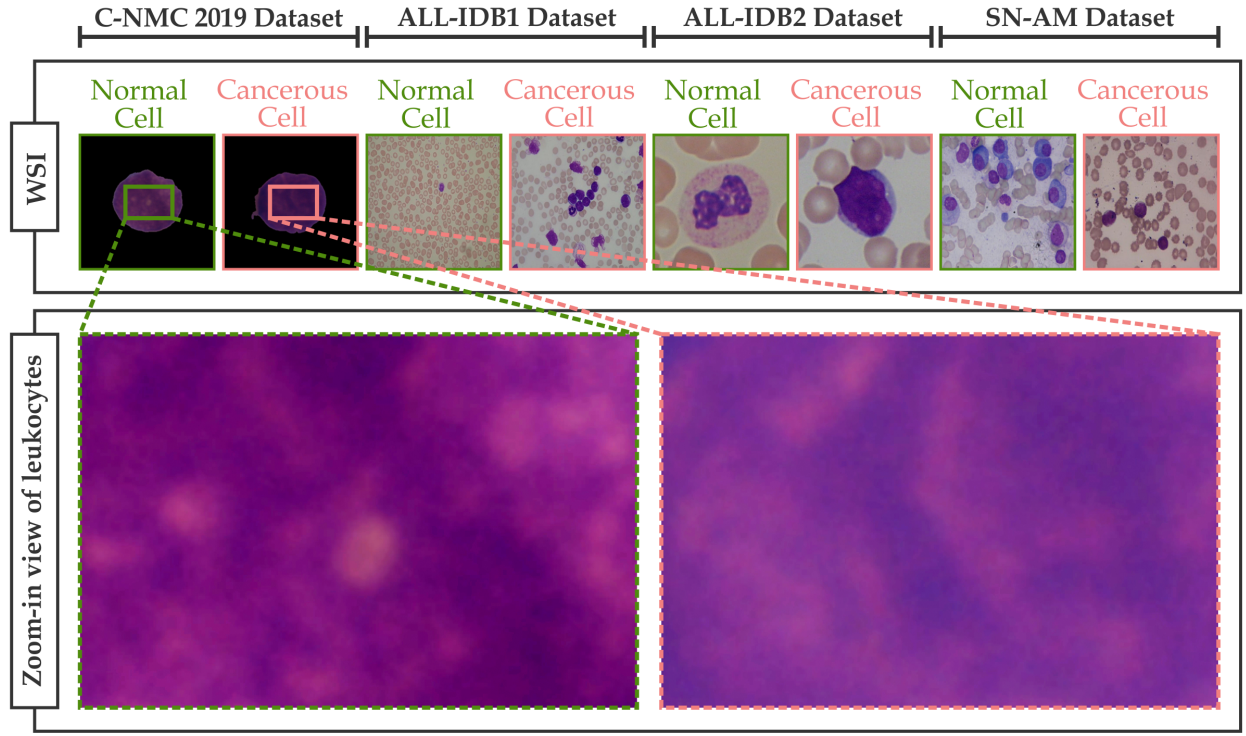 C-NMC 2019 Dataset
ALL-IDB1 Dataset
ALL-IDB2 Dataset
SN-AM Dataset
WSI
Normal
Cell
Cancerous
Cell
Normal
Cell
Cancerous
Cell
Normal
Cell
Cancerous
Cell
Normal
Cell
Cancerous
Cell
Zoom-in view of leukocytes